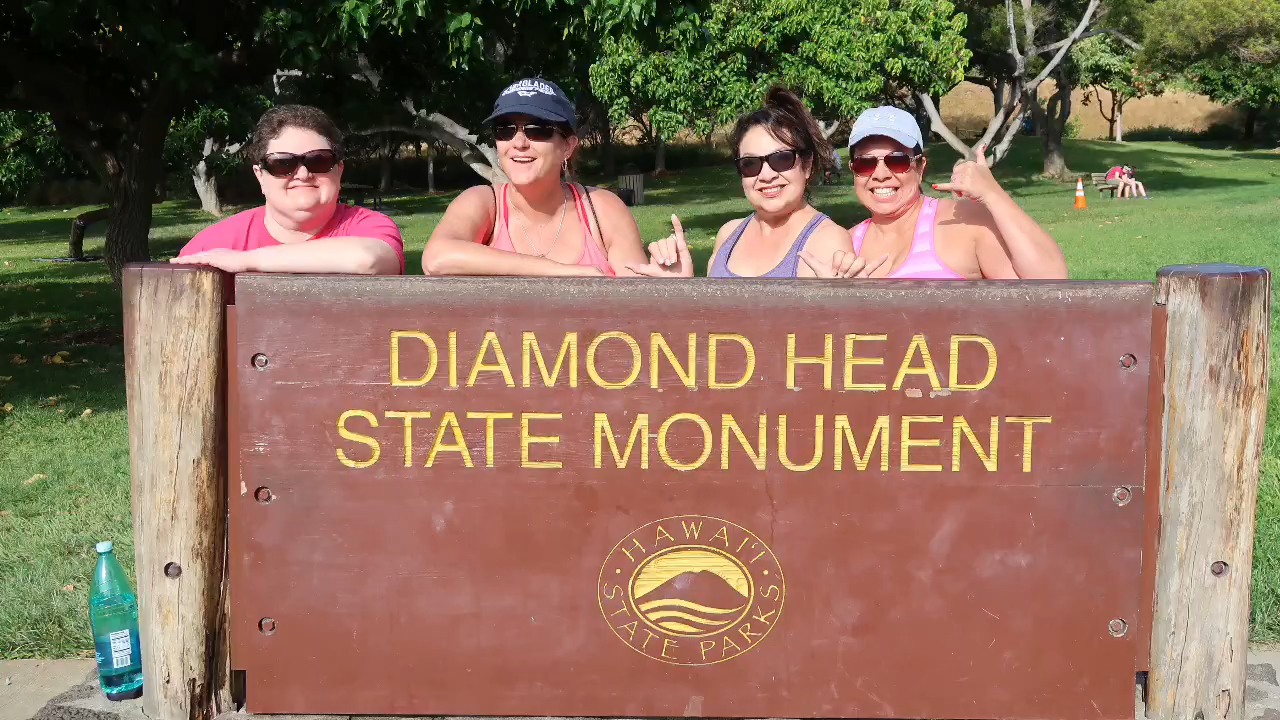 DIAMOND HEAD
STATE MONUMENT
HAWAI'I
STATE PARKS